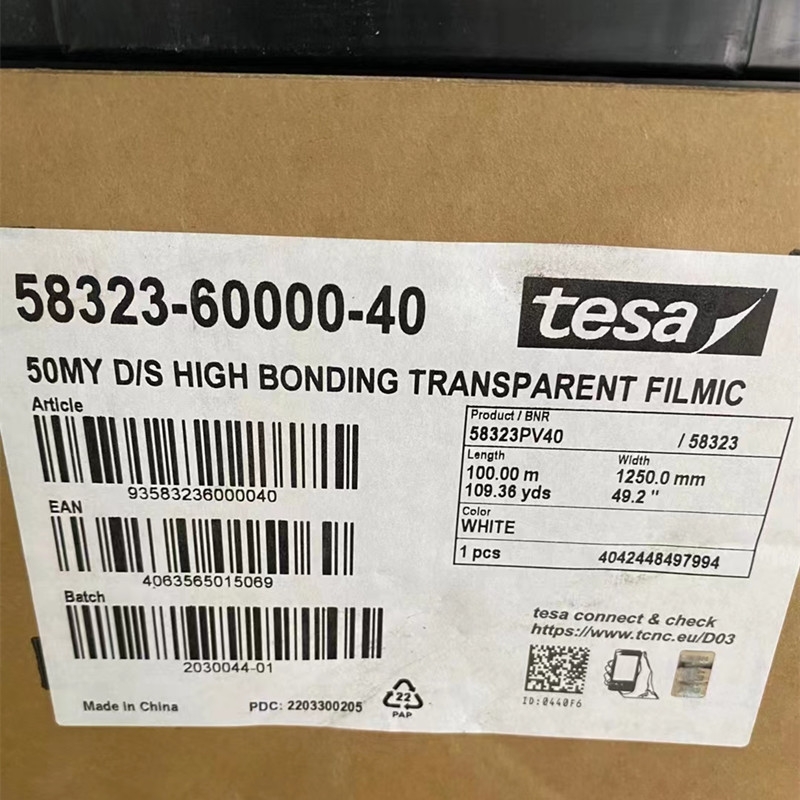 58323-60000-40
tesa
50MY D/S HIGH BONDING TRANSPARENT FILMIC
Article
93583236000040
EAN
4063565015069
Batch
2030044-01
Product / BNR
58323PV40 / 58323
Length Width
100.00 m 1250.0 mm
109.36 yds 49.2 "
Color
WHITE
1 pcs 4042448497994
tesa connect & check
https://www.tcnc.eu/D03
ID:0440F6
Made in China PDC: 2203300205
22
PAP